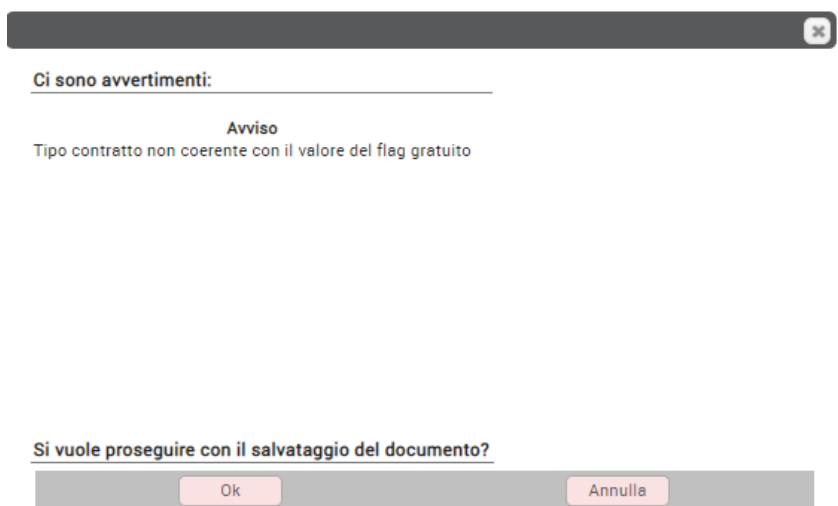 Ci sono avvertimenti:
Avviso
Tipo contratto non coerente con il valore del flag gratuito
Si vuole proseguire con il salvataggio del documento?
Ok
Annulla